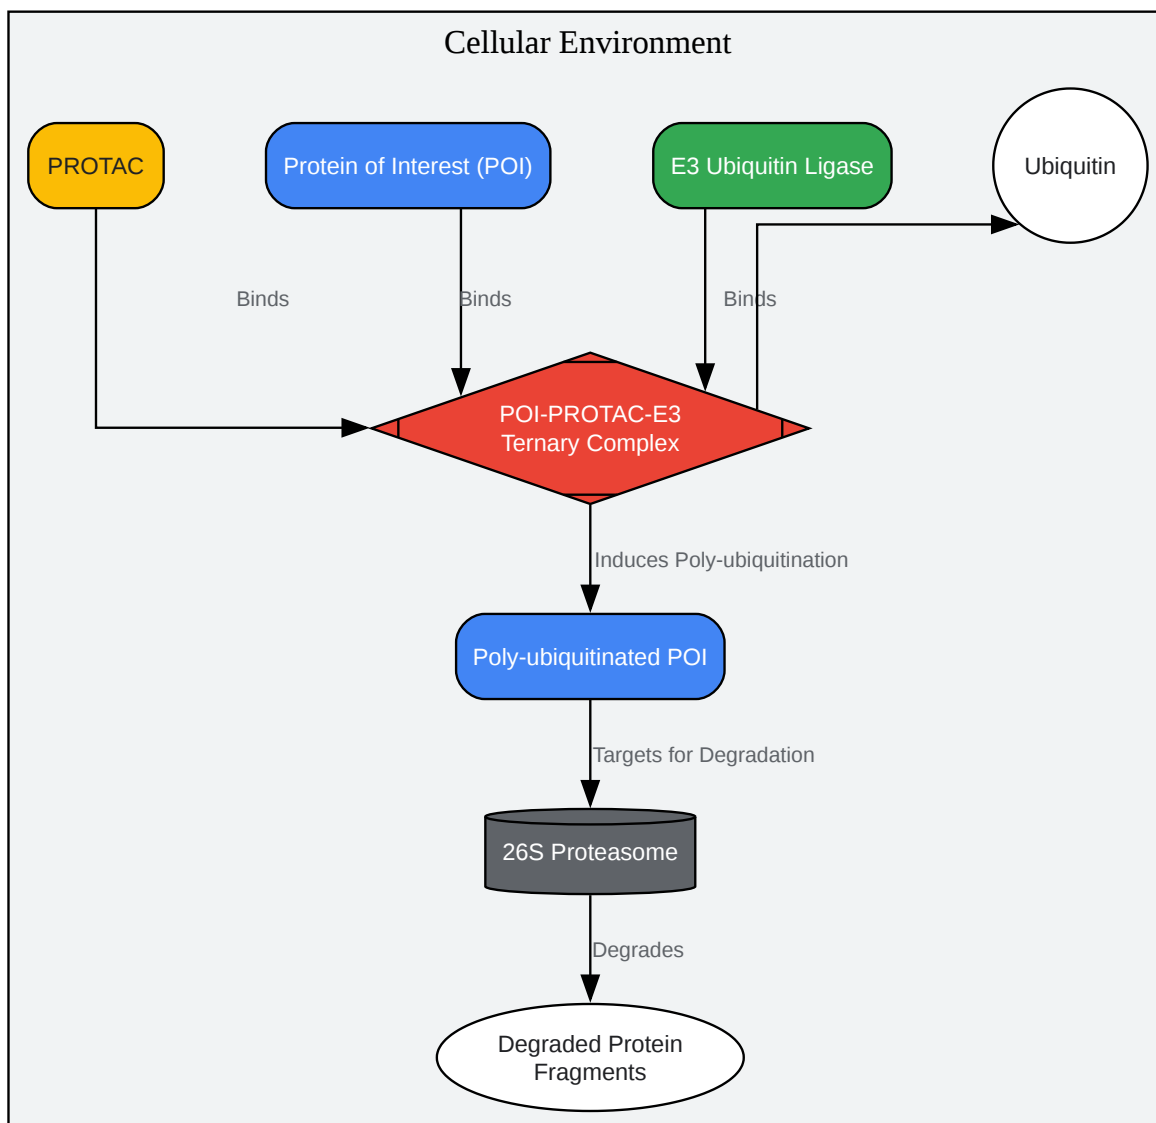 Cellular Environment
PROTAC
Protein of Interest (POI)
E3 Ubiquitin Ligase
Ubiquitin
Binds
Binds
Binds
POI-PROTAC-E3
Ternary Complex
Induces Poly-ubiquitination
Poly-ubiquitinated POI
Targets for Degradation
26S Proteasome
Degrades
Degraded Protein
Fragments